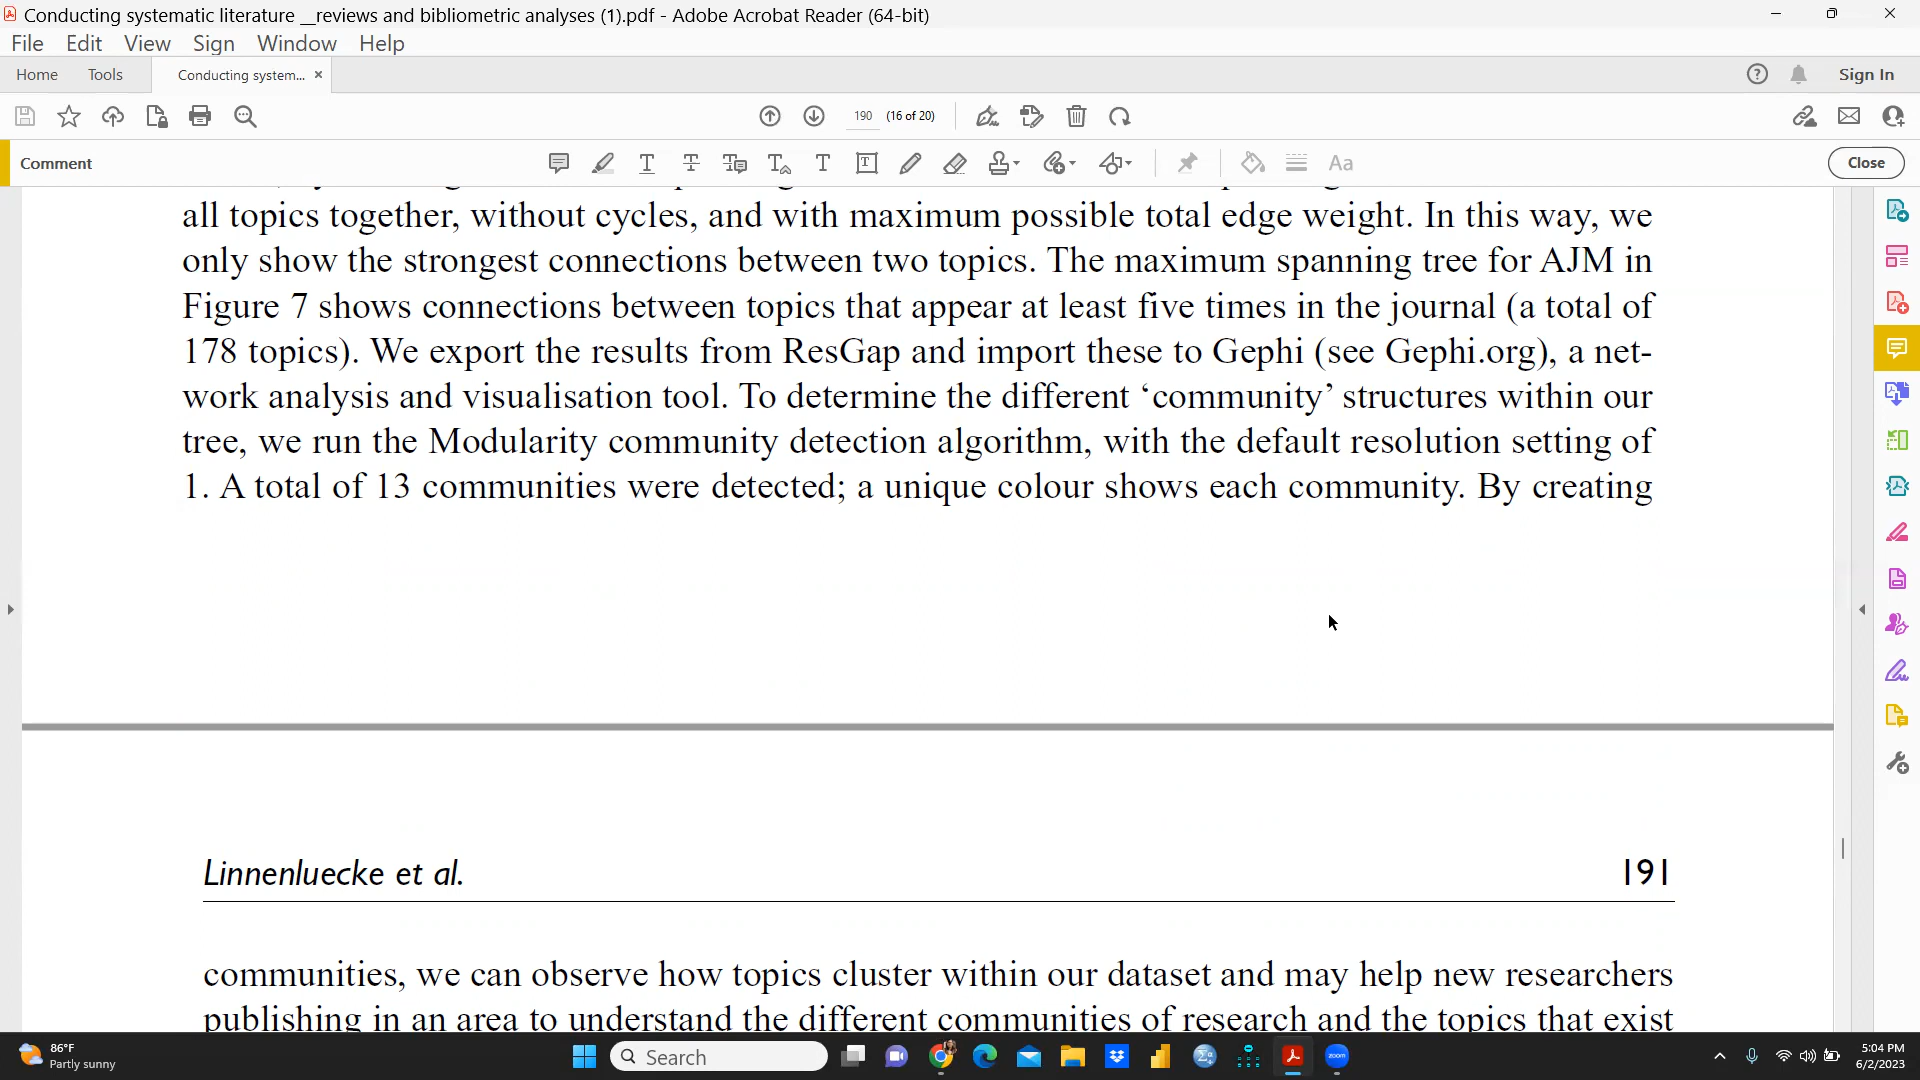 Conducting systematic literature __reviews and bibliometric analyses (1).pdf - Adobe Acrobat Reader (64-bit)
File Edit View Sign Window Help
Home Tools Conducting system... × Sign In
190 (16 of 20)
Comment Aa Close
all topics together, without cycles, and with maximum possible total edge weight. In this way, we
only show the strongest connections between two topics. The maximum spanning tree for AJM in
Figure 7 shows connections between topics that appear at least five times in the journal (a total of
178 topics). We export the results from ResGap and import these to Gephi (see Gephi.org), a net-
work analysis and visualisation tool. To determine the different ‘community’ structures within our
tree, we run the Modularity community detection algorithm, with the default resolution setting of
1. A total of 13 communities were detected; a unique colour shows each community. By creating
Linnenluecke et al. 191
communities, we can observe how topics cluster within our dataset and may help new researchers
publishing in an area to understand the different communities of research and the topics that exist
86°F
Partly sunny
Search
zoom
5:04 PM
6/2/2023